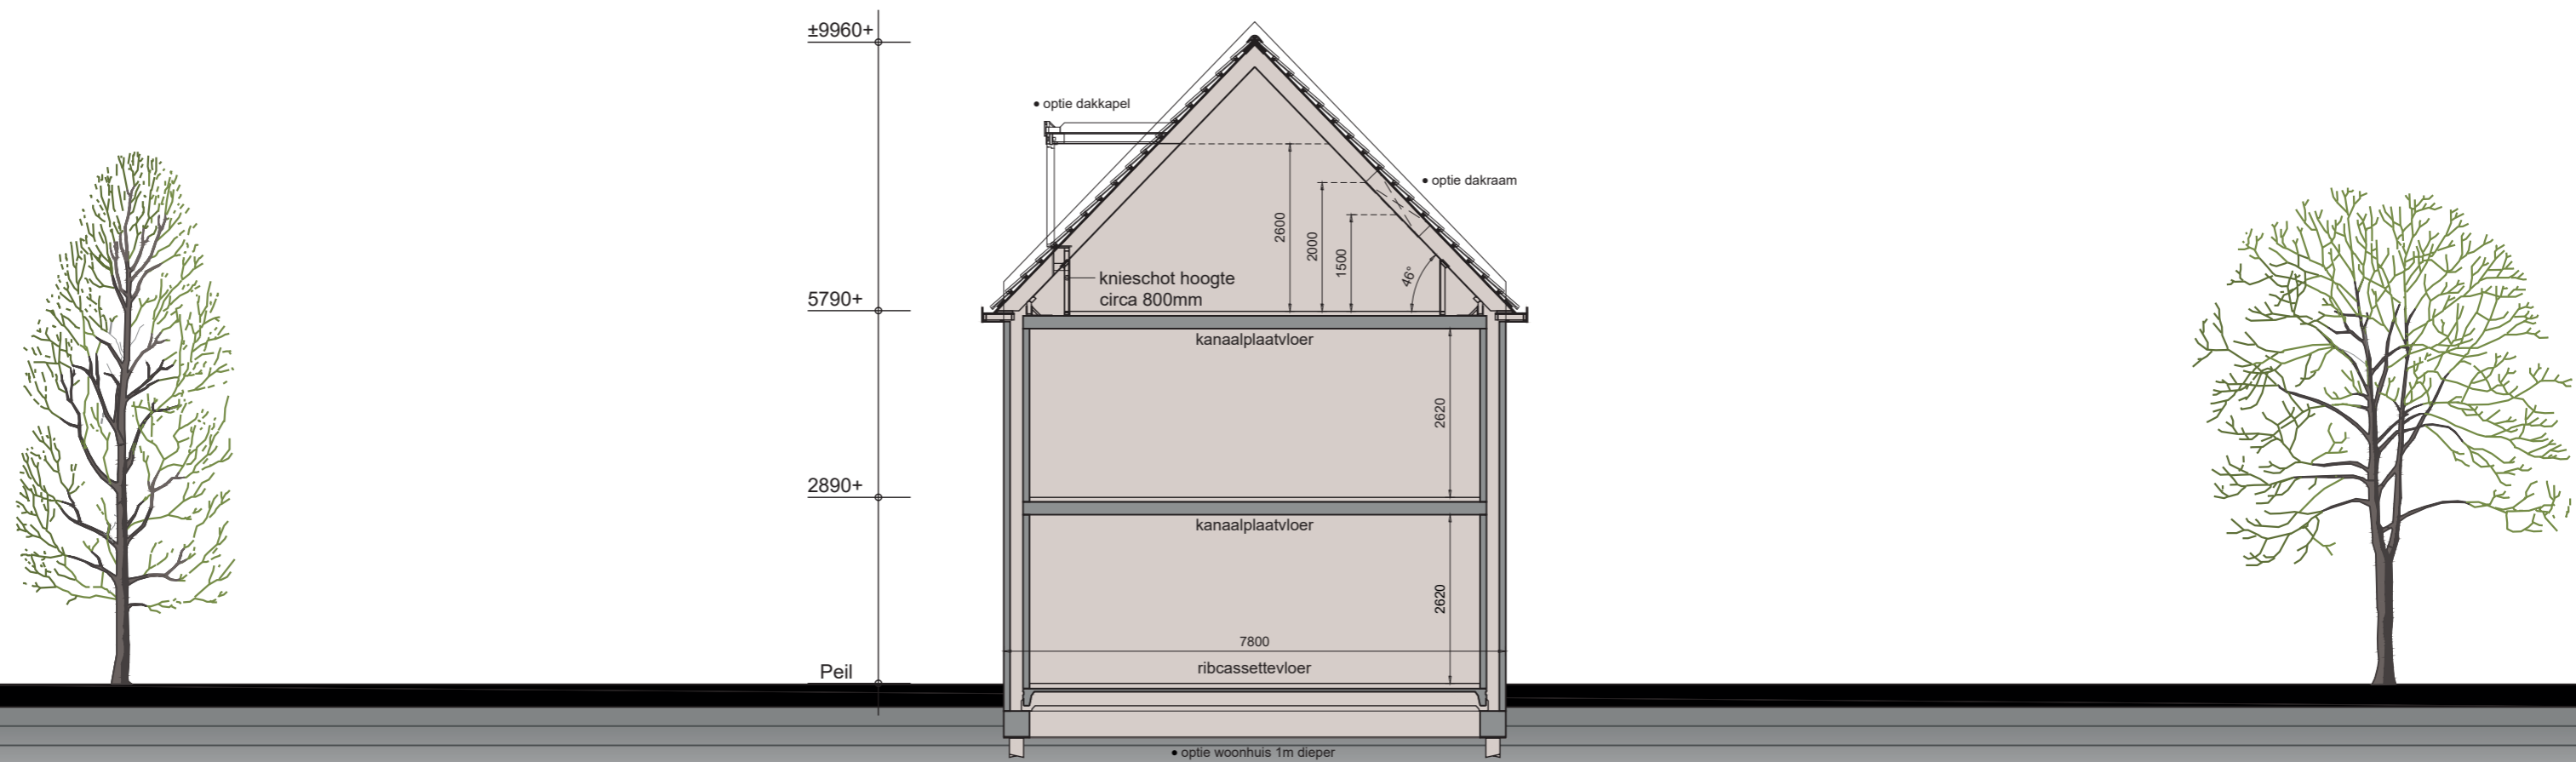 ±9960+
• optie dakkapel
• optie dakraam
2600
2000
1500
46°
knieschot hoogte
circa 800mm
5790+
kanaalplaatvloer
2620
2890+
kanaalplaatvloer
2620
7800
Peil
ribcassettevloer
• optie woonhuis 1m dieper